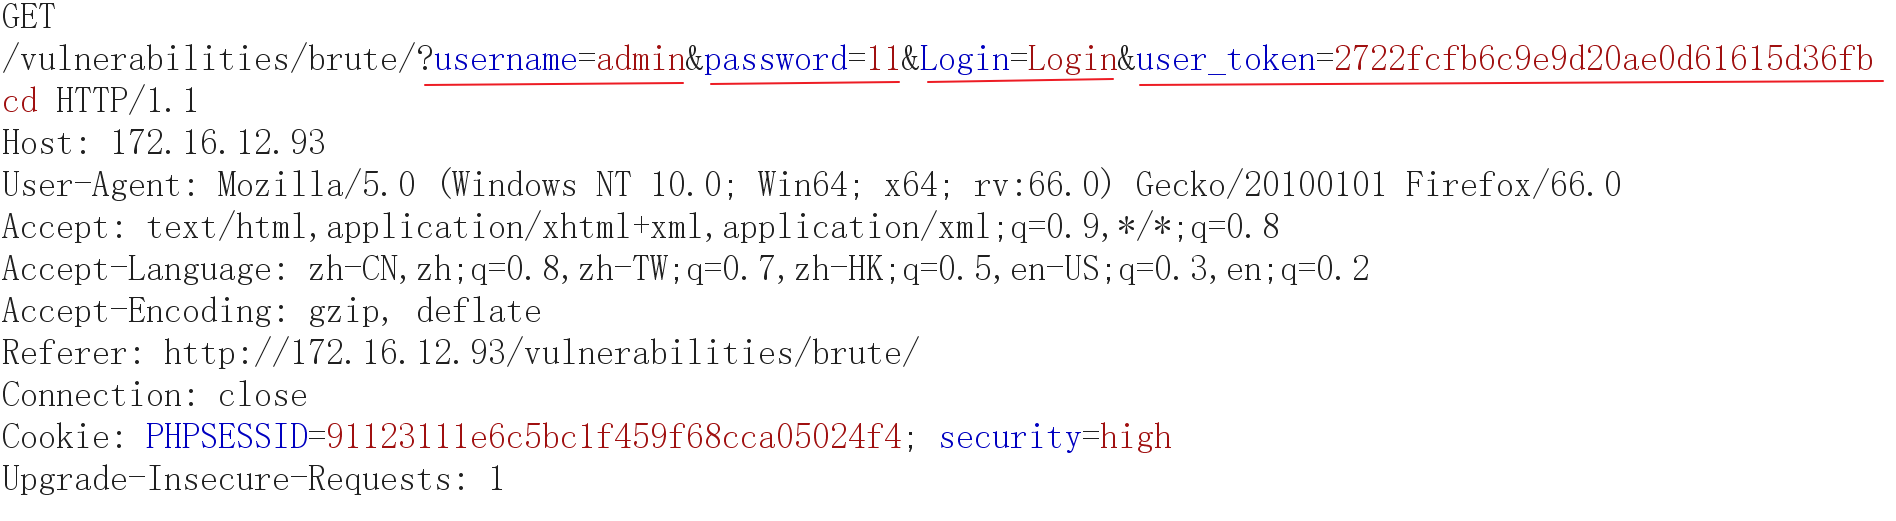 GET
/vulnerabilities/brute/?username=admin&password=11&Login=Login&user_token=2722fcfb6c9e9d20ae0d61615d36fb
cd HTTP/1.1
Host: 172.16.12.93
User-Agent: Mozilla/5.0 (Windows NT 10.0; Win64; x64; rv:66.0) Gecko/20100101 Firefox/66.0
Accept: text/html,application/xhtml+xml,application/xml;q=0.9,*/*;q=0.8
Accept-Language: zh-CN,zh;q=0.8,zh-TW;q=0.7,zh-HK;q=0.5,en-US;q=0.3,en;q=0.2
Accept-Encoding: gzip, deflate
Referer: http://172.16.12.93/vulnerabilities/brute/
Connection: close
Cookie: PHPSESSID=91123111e6c5bc1f459f68cca05024f4; security=high
Upgrade-Insecure-Requests: 1